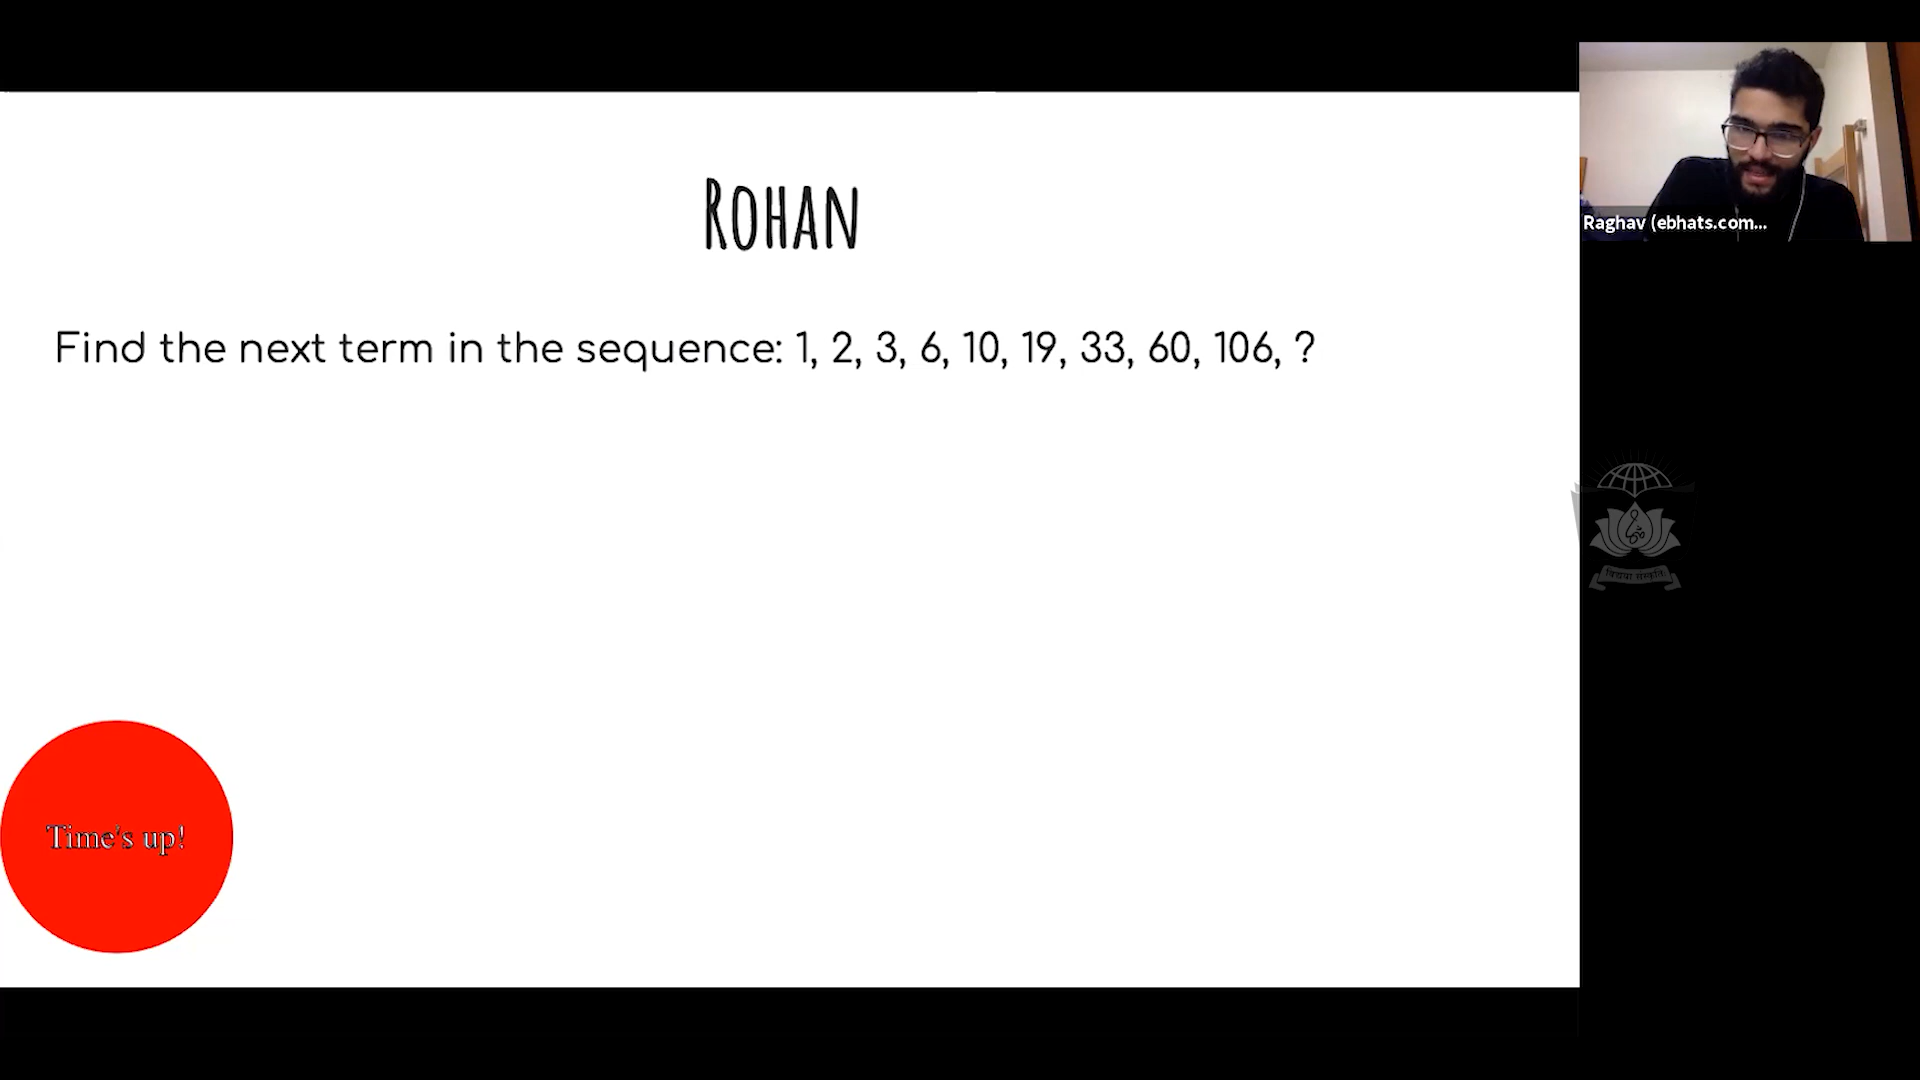 Rohan
Raghav (ebhats.com...
Find the next term in the sequence: 1, 2, 3, 6, 10, 19, 33, 60, 106, ?
Time's up!